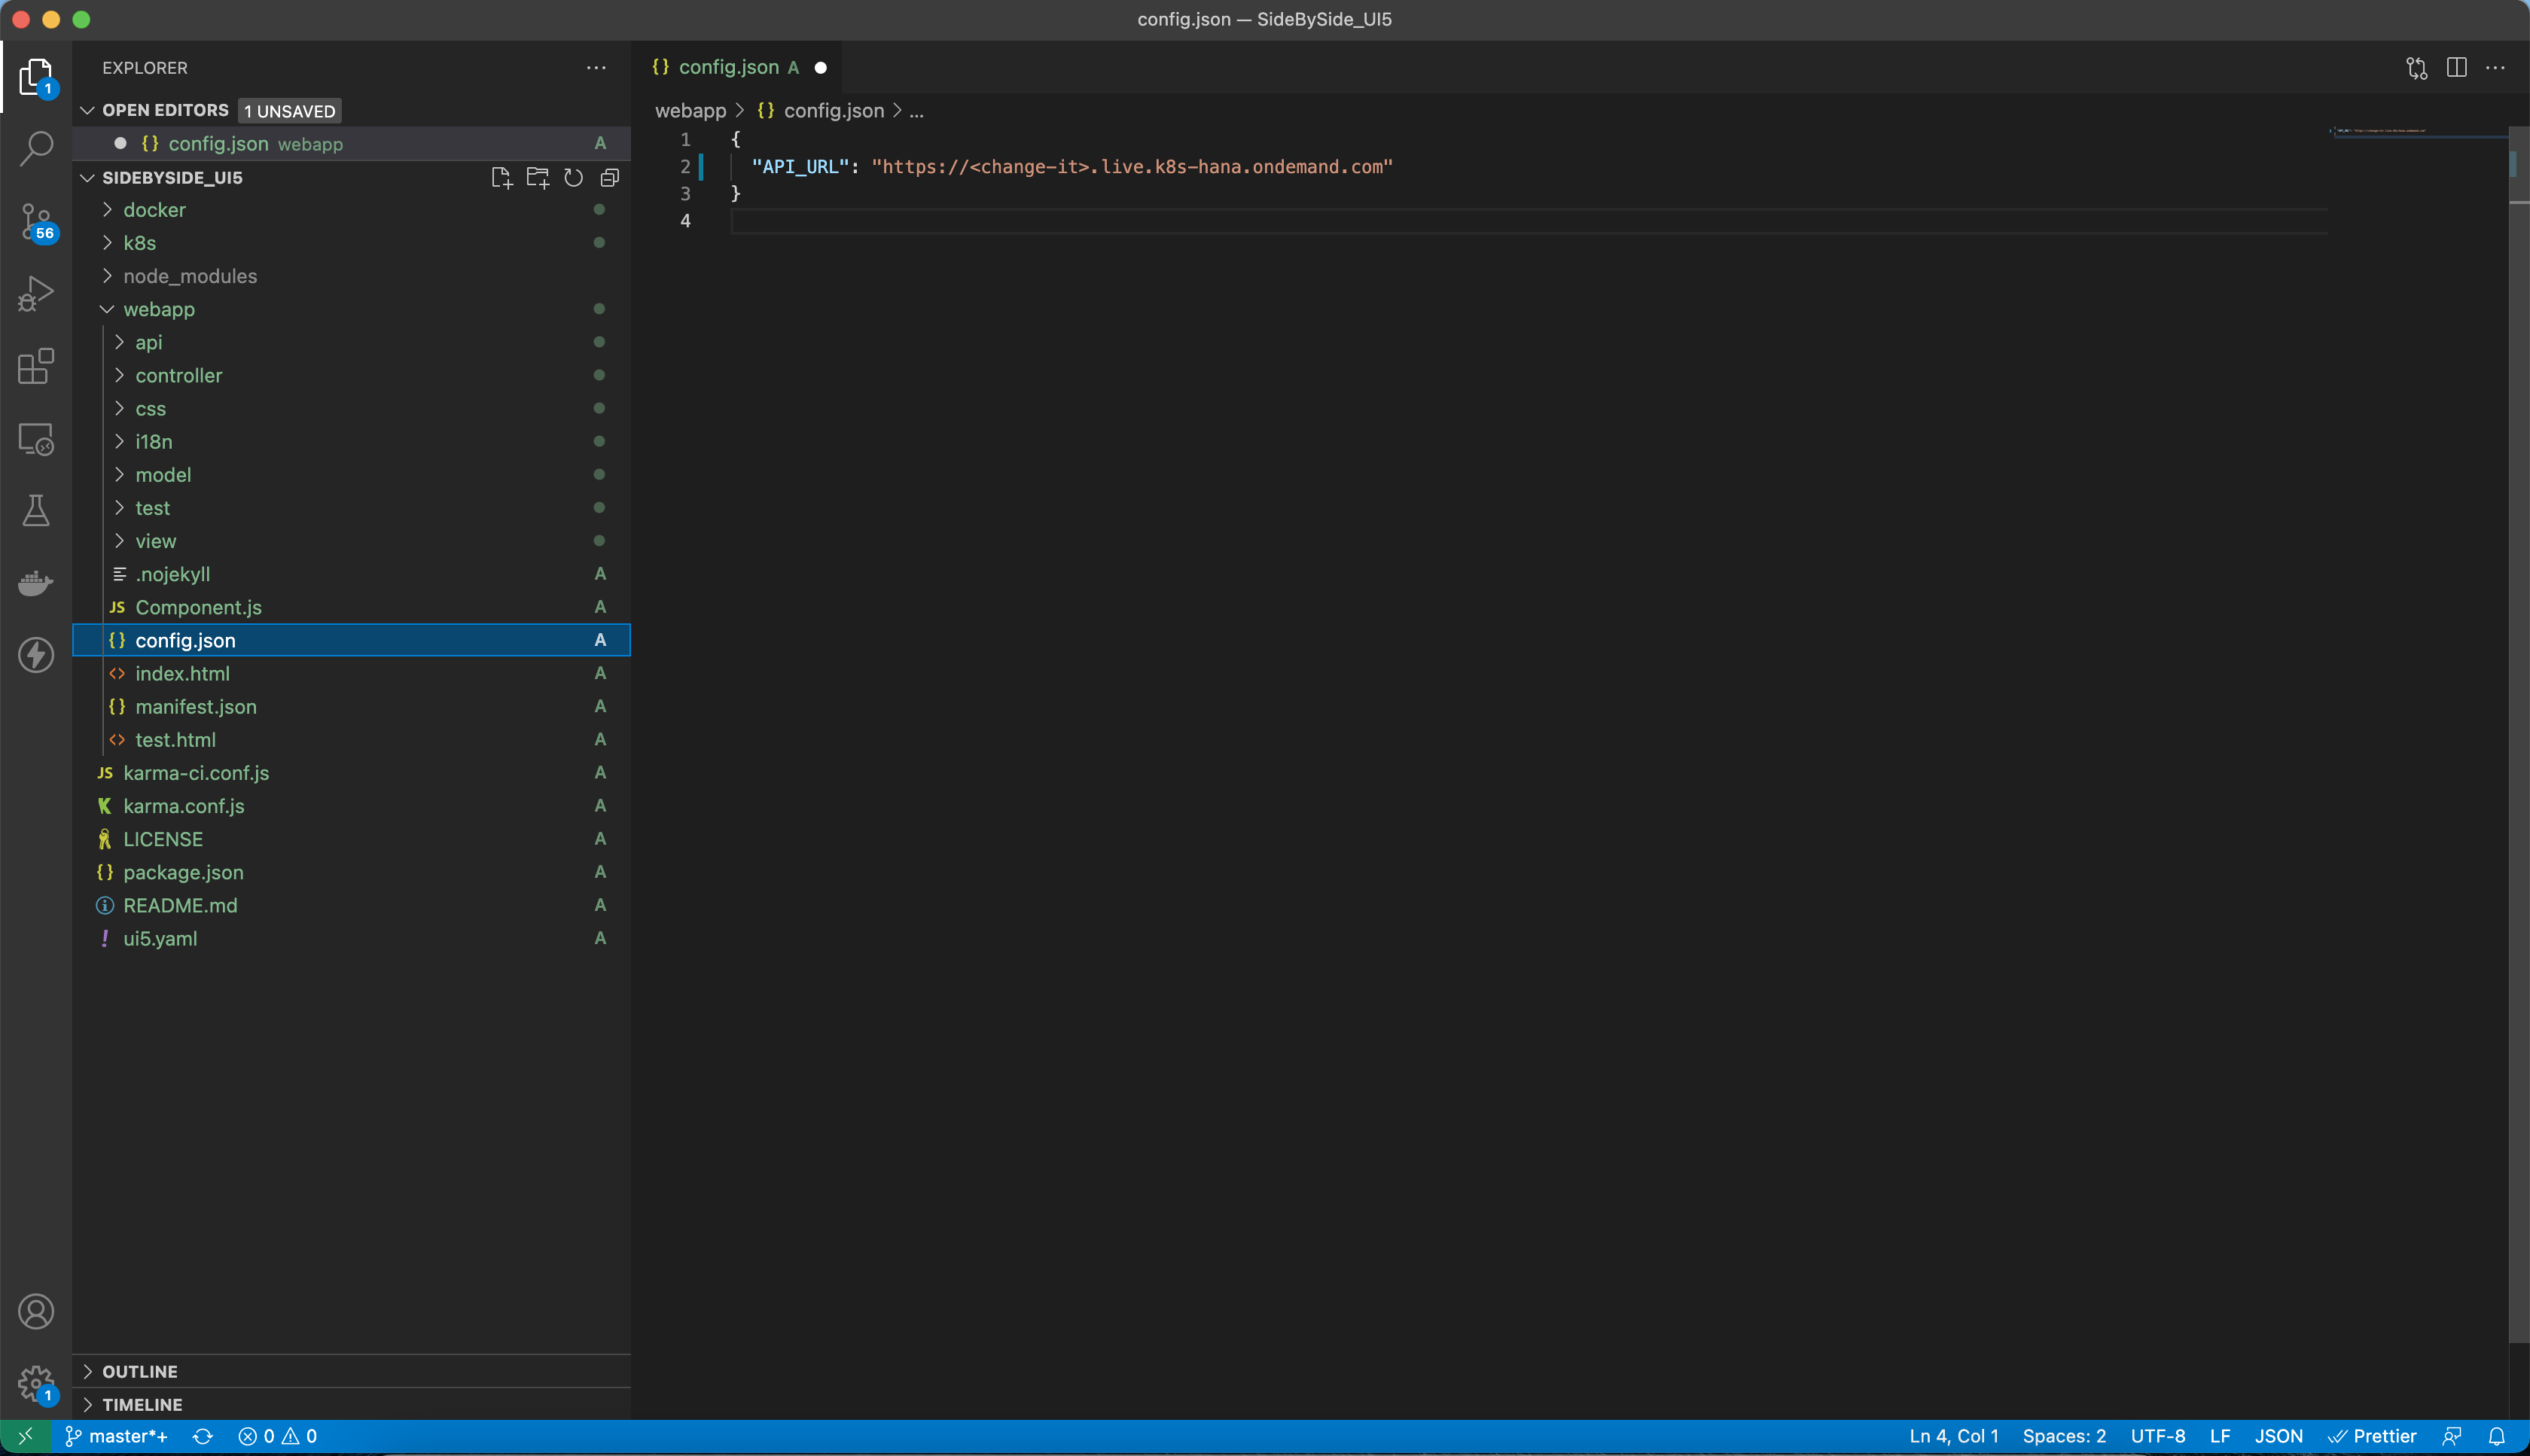 config.json — SideBySide_UI5
EXPLORER
OPEN EDITORS 1 UNSAVED
config.json webapp A
SIDEBYSIDE_UI5
docker
k8s
node_modules
webapp
api
controller
css
i18n
model
test
view
.nojekyll A
JS Component.js A
{} config.json A
<> index.html A
{} manifest.json A
<> test.html A
JS karma-ci.conf.js A
karma.conf.js A
LICENSE A
{} package.json A
README.md A
! ui5.yaml A
OUTLINE
TIMELINE
1
56
1
{} config.json A
webapp > {} config.json > ...
1 {
2 "API_URL": "https://<change-it>.live.k8s-hana.ondemand.com"
3 }
4
master*+ 0 0 Ln 4, Col 1 Spaces: 2 UTF-8 LF JSON Prettier